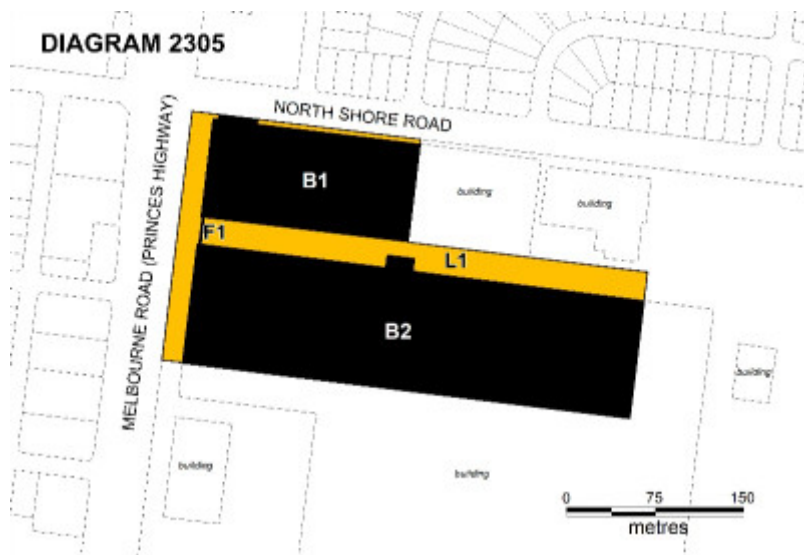 DIAGRAM 2305
NORTH SHORE ROAD
MELBOURNE ROAD (PRINCES HIGHWAY)
B1
building
building
F1
L1
B2
building
building
building
0 75 150
metres